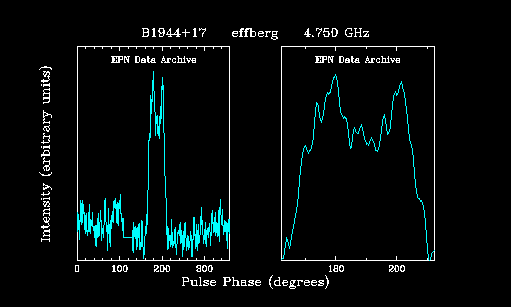 B1944+17 effberg 4.750 GHz
EPN Data Archive EPN Data Archive
Intensity (arbitrary units)
0 100 200 300 180 200
Pulse Phase (degrees)